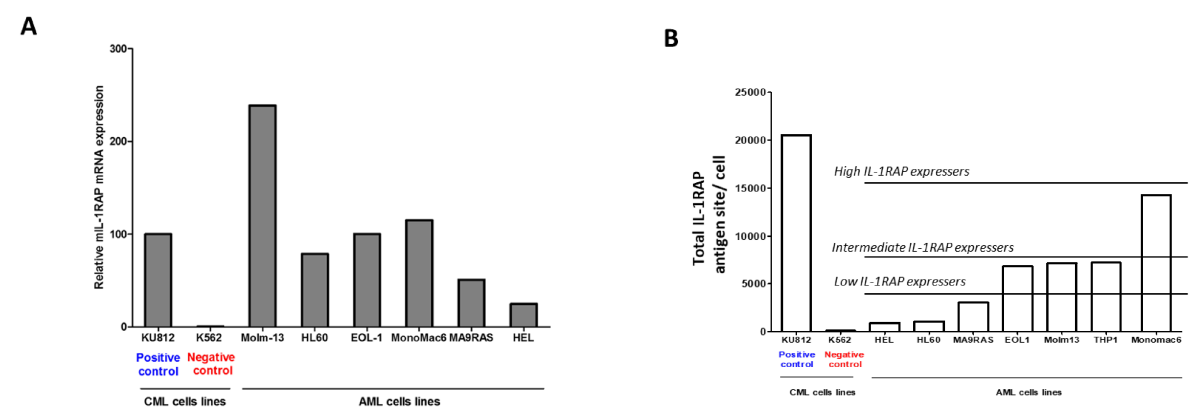 A
Relative mIL-1RAP mRNA expression
300
200
100
0
KU812 K562 Molm-13 HL60 EOL-1 MonoMac6 MA9RAS HEL
Positive control
Negative control
CML cells lines
AML cells lines
B
Total IL-1RAP
antigen site/ cell
25000
20000
15000
10000
5000
0
High IL-1RAP expressers
Intermediate IL-1RAP expressers
Low IL-1RAP expressers
KU812 K562 HEL HL60 MA9RAS EOL1 Molm13 THP1 Monomac6
Positive control
Negative control
CML cells lines
AML cells lines